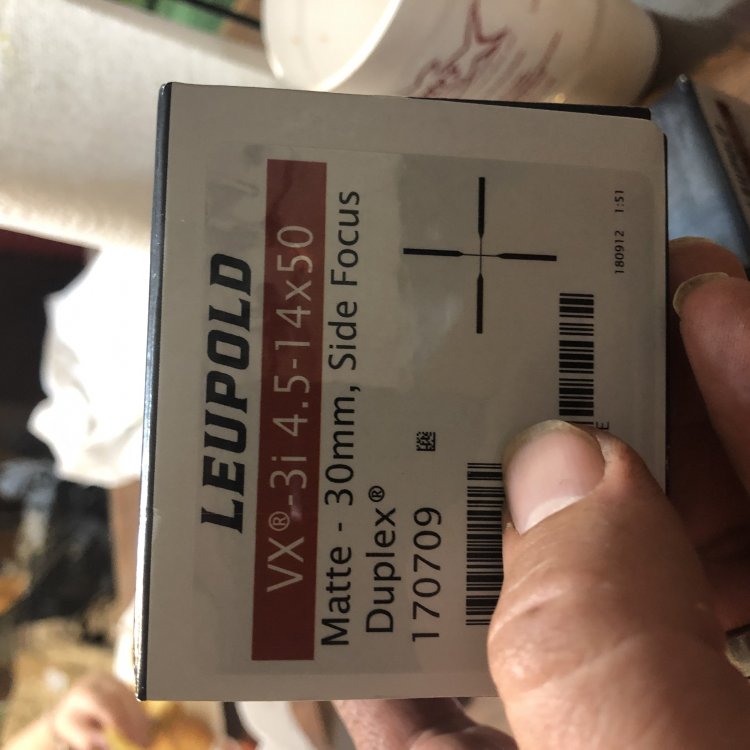 LEUPOLD
VX®-3i 4.5-14x50
Matte - 30mm, Side Focus
Duplex®
170709
E
180912 1:51